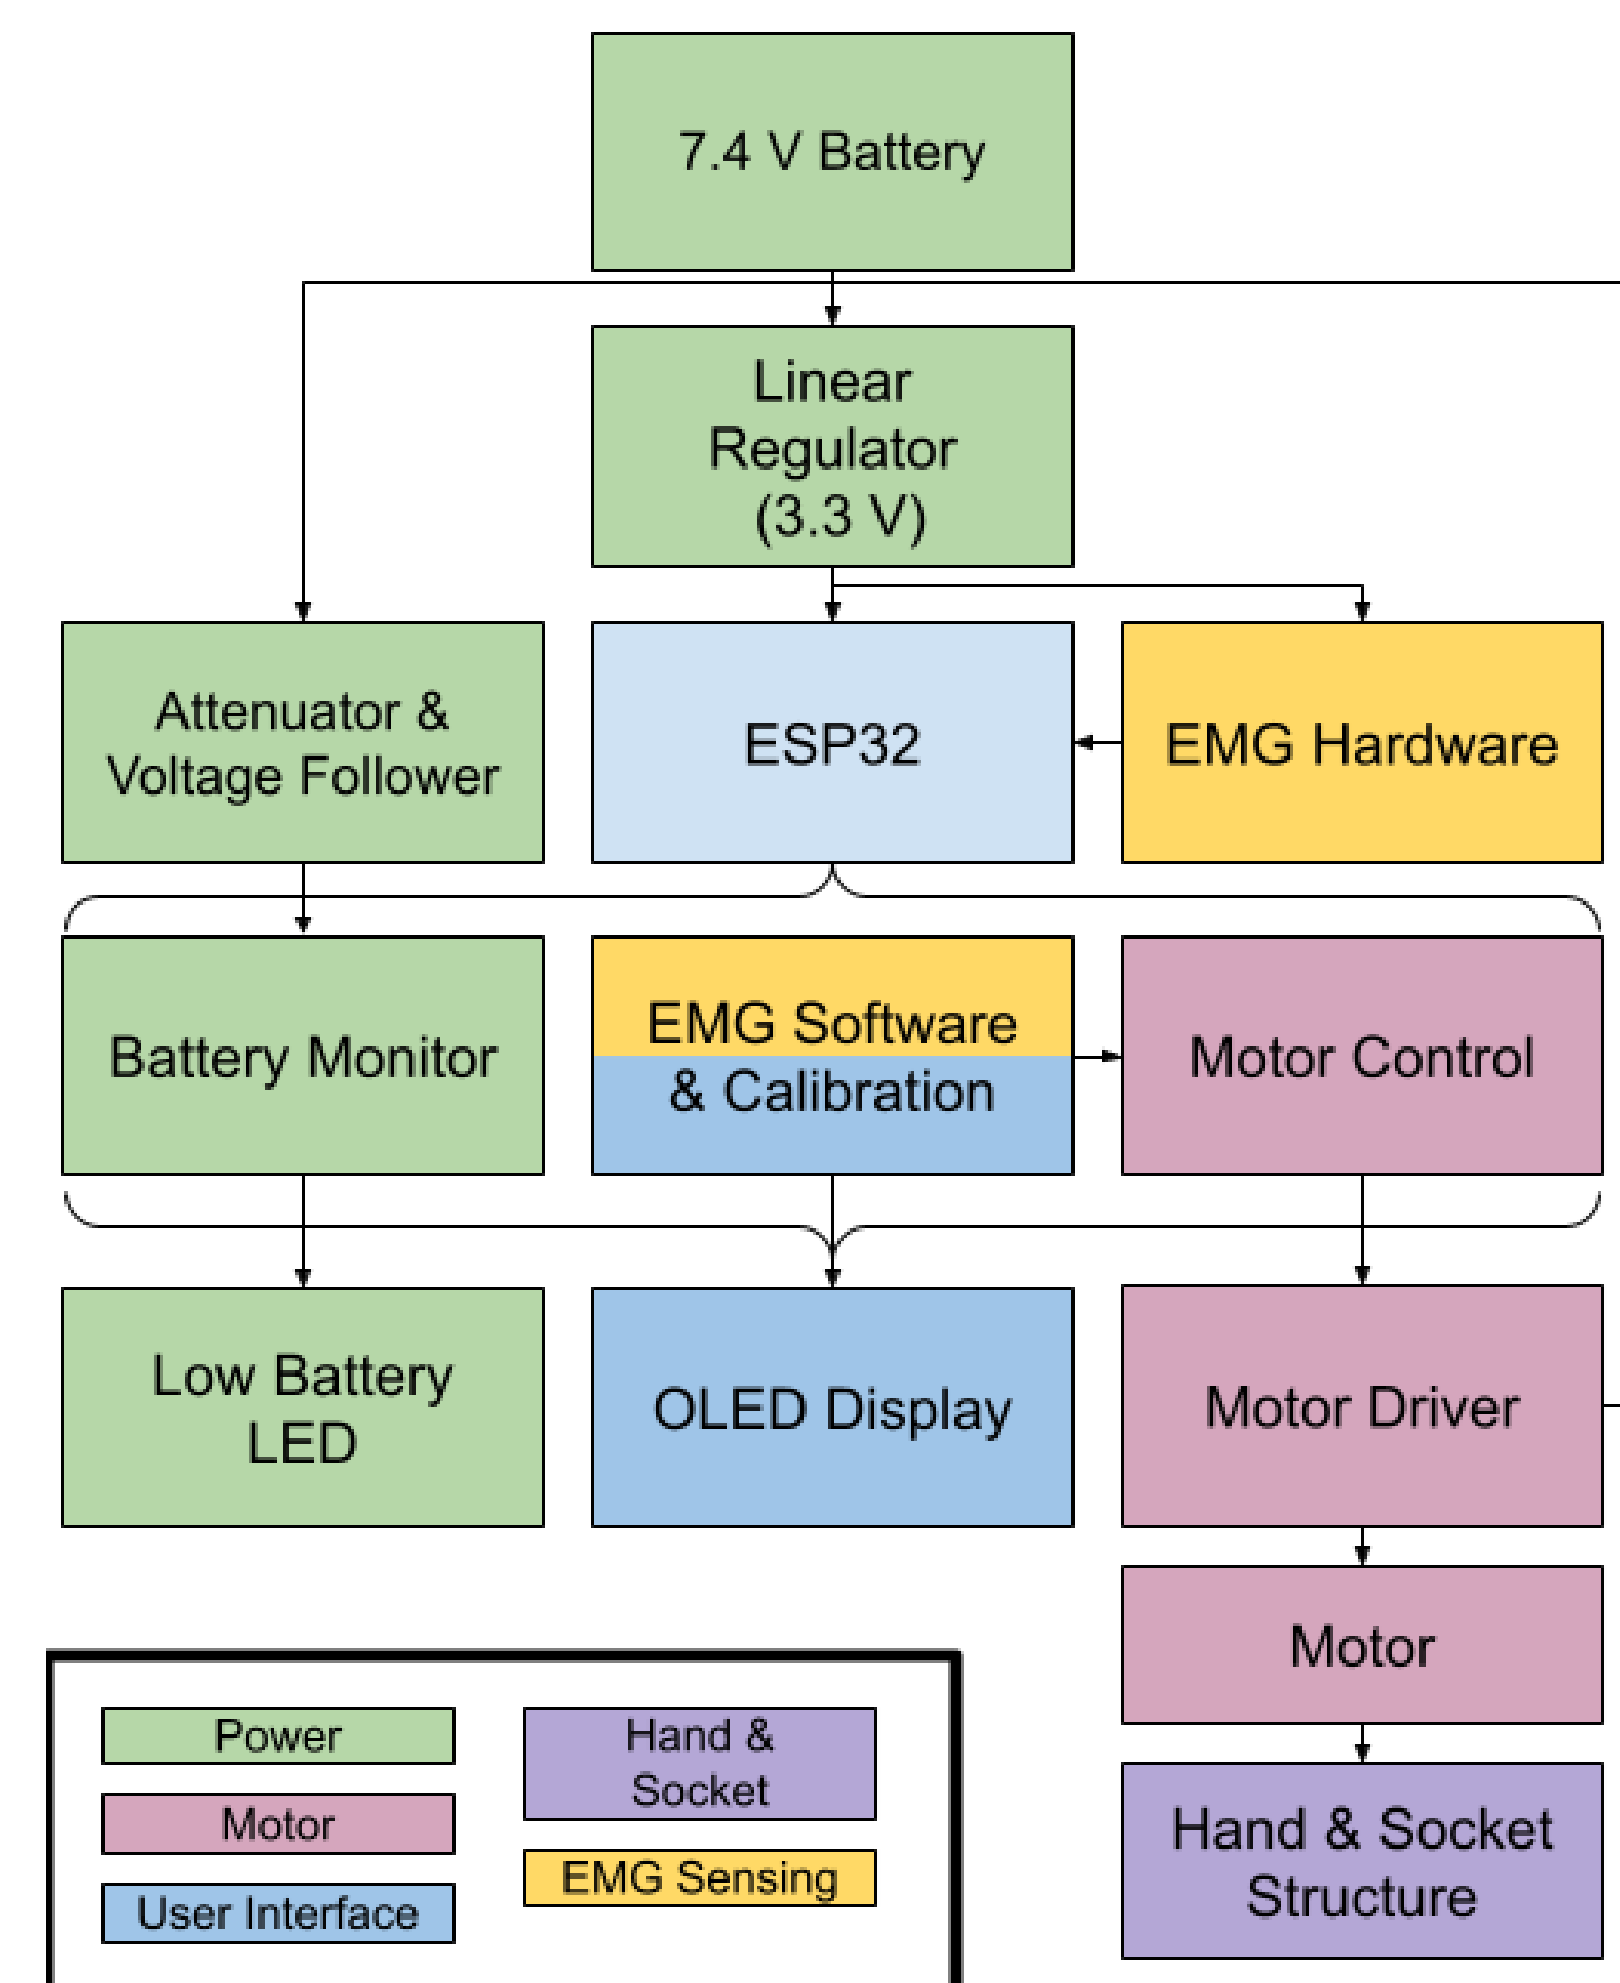 7.4 V Battery
Linear
Regulator
(3.3 V)
Attenuator &
Voltage Follower
ESP32
EMG Hardware
Battery Monitor
EMG Software
& Calibration
Motor Control
Low Battery
LED
OLED Display
Motor Driver
Motor
Hand & Socket
Structure
Power
Motor
User Interface
Hand &
Socket
EMG Sensing